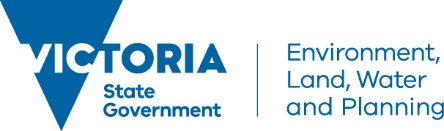 VICTORIA
State
Government
Environment,
Land, Water
and Planning